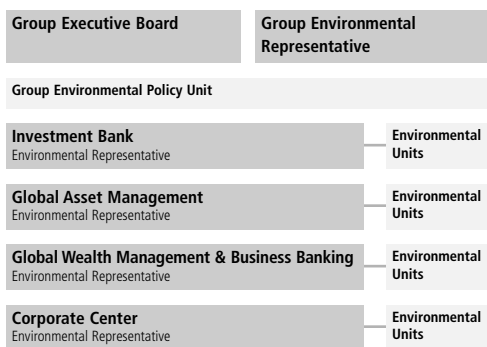 Group Executive Board
Group Environmental
Representative
Group Environmental Policy Unit
Investment Bank
Environmental Representative
Environmental
Units
Global Asset Management
Environmental Representative
Environmental
Units
Global Wealth Management & Business Banking
Environmental Representative
Environmental
Units
Corporate Center
Environmental Representative
Environmental
Units